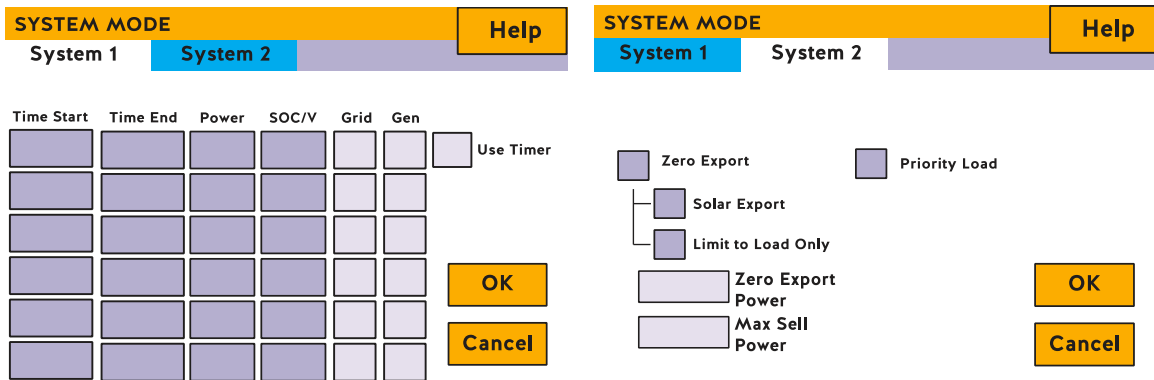 SYSTEM MODE
Help
System 1
System 2
Time Start
Time End
Power
SOC/V
Grid
Gen
Use Timer
OK
Cancel
SYSTEM MODE
Help
System 1
System 2
Zero Export
Priority Load
Solar Export
Limit to Load Only
Zero Export
Power
Max Sell
Power
OK
Cancel